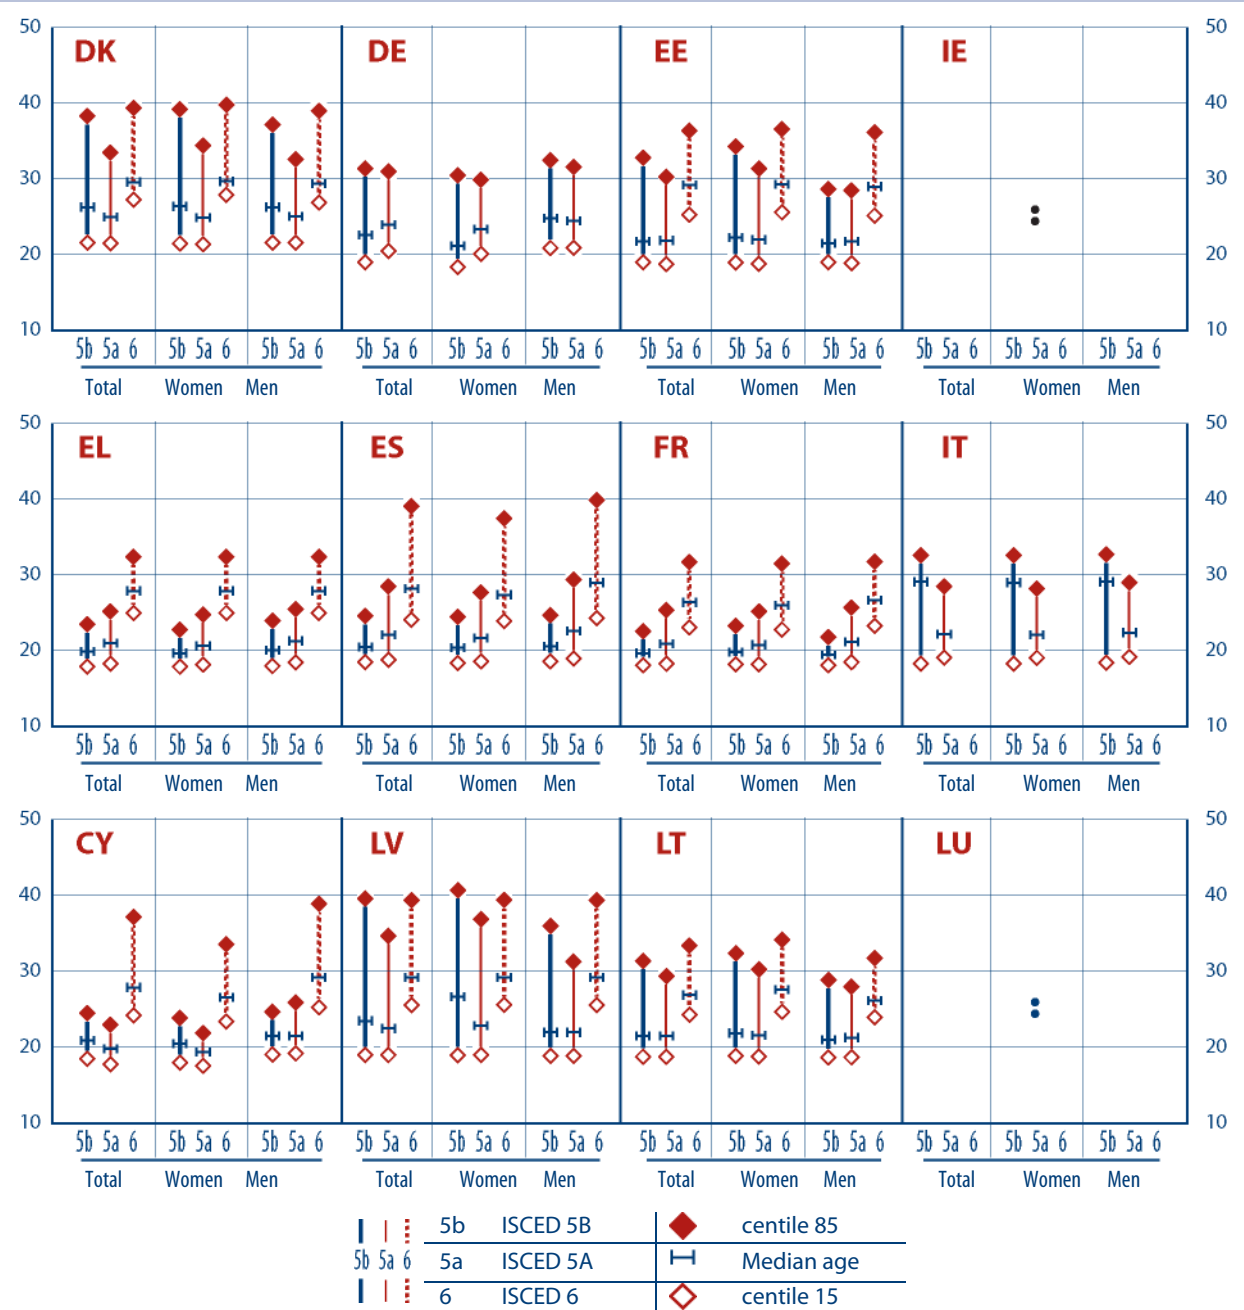 50 DK DE EE IE 50
40 40
30 30
20 20
10 10
5b 5a 6 5b 5a 6 5b 5a 6 5b 5a 6 5b 5a 6 5b 5a 6 5b 5a 6 5b 5a 6 5b 5a 6 5b 5a 6 5b 5a 6 5b 5a 6
Total Women Men Total Women Men Total Women Men Total Women Men
50 EL ES FR IT 50
40 40
30 30
20 20
10 10
5b 5a 6 5b 5a 6 5b 5a 6 5b 5a 6 5b 5a 6 5b 5a 6 5b 5a 6 5b 5a 6 5b 5a 6 5b 5a 6 5b 5a 6 5b 5a 6
Total Women Men Total Women Men Total Women Men Total Women Men
50 CY LV LT LU 50
40 40
30 30
20 20
10 10
5b 5a 6 5b 5a 6 5b 5a 6 5b 5a 6 5b 5a 6 5b 5a 6 5b 5a 6 5b 5a 6 5b 5a 6 5b 5a 6 5b 5a 6 5b 5a 6
Total Women Men Total Women Men Total Women Men Total Women Men
5b ISCED 5B centile 85
5b 5a 6 5a ISCED 5A Median age
6 ISCED 6 centile 15